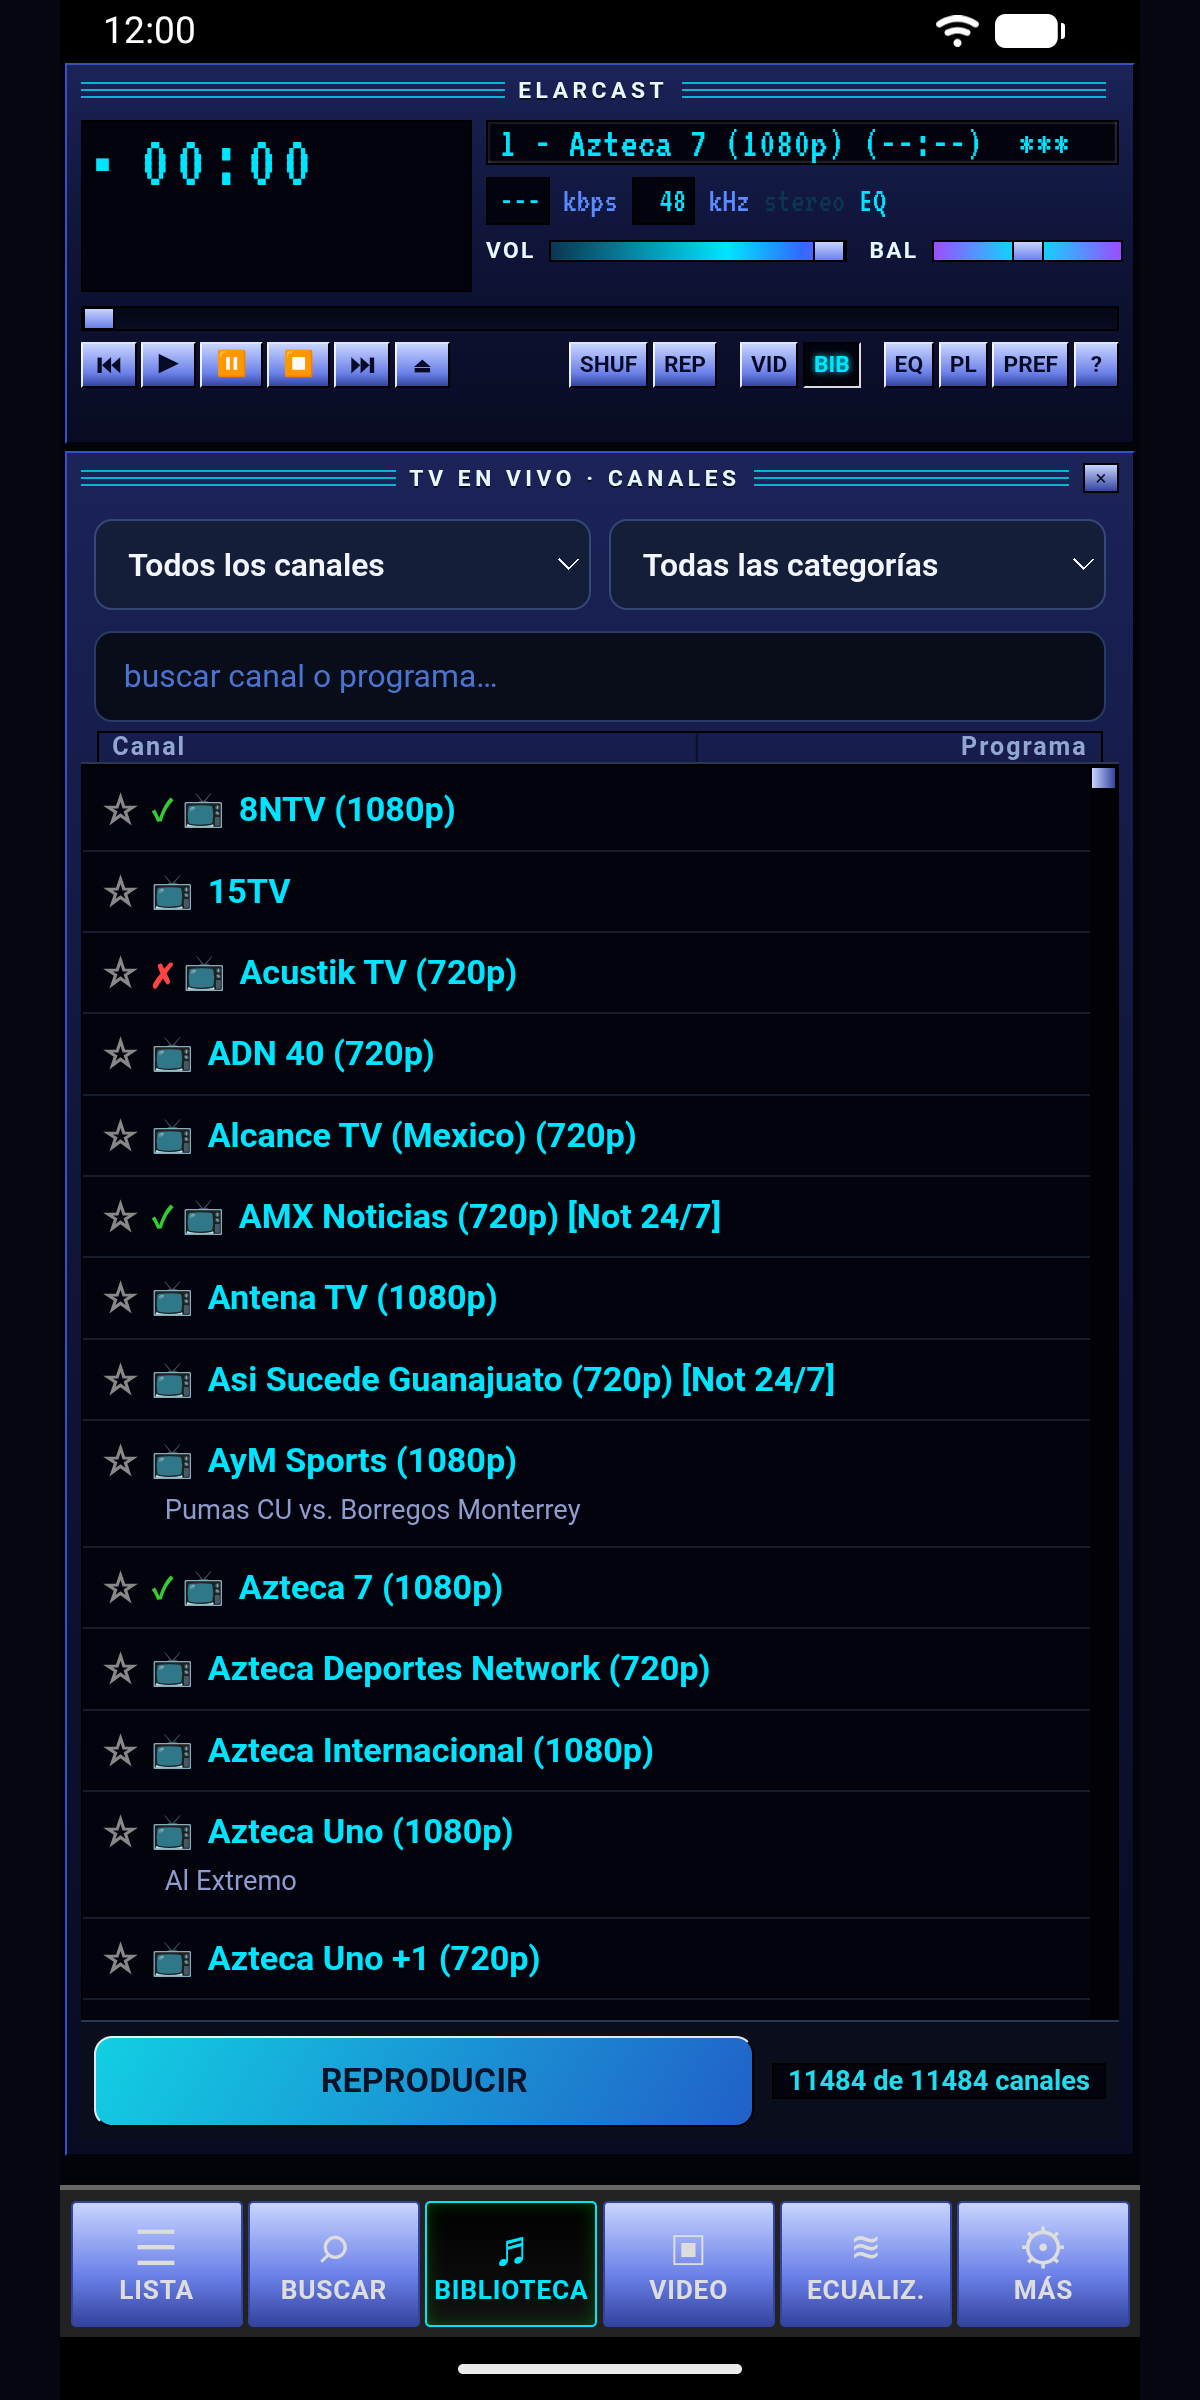 12:00
ELARCAST
00:00
1 - Azteca 7 (1080p) (--:--) ***
--- kbps 48 kHz stereo EQ
VOL BAL
SHUF REP VID BIB EQ PL PREF ?
TV EN VIVO · CANALES ×
Todos los canales Todas las categorías
buscar canal o programa...
Canal Programa
☆ ✓ 8NTV (1080p)
☆ 15TV
☆ ✗ Acustik TV (720p)
☆ ADN 40 (720p)
☆ Alcance TV (Mexico) (720p)
☆ ✓ AMX Noticias (720p) [Not 24/7]
☆ Antena TV (1080p)
☆ Asi Sucede Guanajuato (720p) [Not 24/7]
☆ AyM Sports (1080p)
Pumas CU vs. Borregos Monterrey
☆ ✓ Azteca 7 (1080p)
☆ Azteca Deportes Network (720p)
☆ Azteca Internacional (1080p)
☆ Azteca Uno (1080p)
Al Extremo
☆ Azteca Uno +1 (720p)
REPRODUCIR 11484 de 11484 canales
LISTA BUSCAR BIBLIOTECA VIDEO ECUALIZ. MÁS